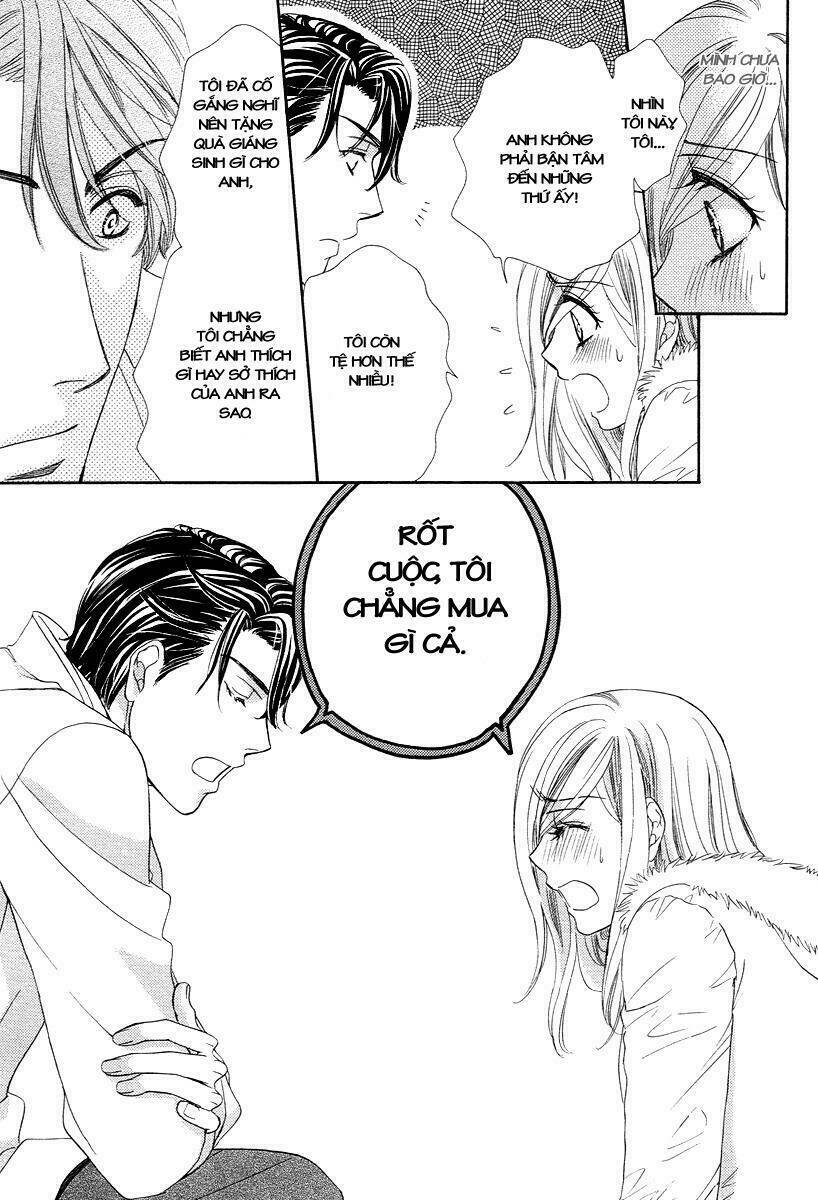 MÌNH CHƯA
BAO GIỜ...
NHÌN
TÔI NÀY,
TÔI...
ANH KHÔNG
PHẢI BẬN TÂM
ĐẾN NHỮNG
THỨ ẤY!
TÔI CÒN
TỆ HƠN THẾ
NHIỀU!
TÔI ĐÃ CỐ
GẮNG NGHĨ
NÊN TẶNG
QUÀ GIÁNG
SINH GÌ CHO
ANH,
NHƯNG
TÔI CHẲNG
BIẾT ANH THÍCH
GÌ HAY SỞ THÍCH
CỦA ANH RA
SAO.
RỐT
CUỘC, TÔI
CHẲNG MUA
GÌ CẢ.